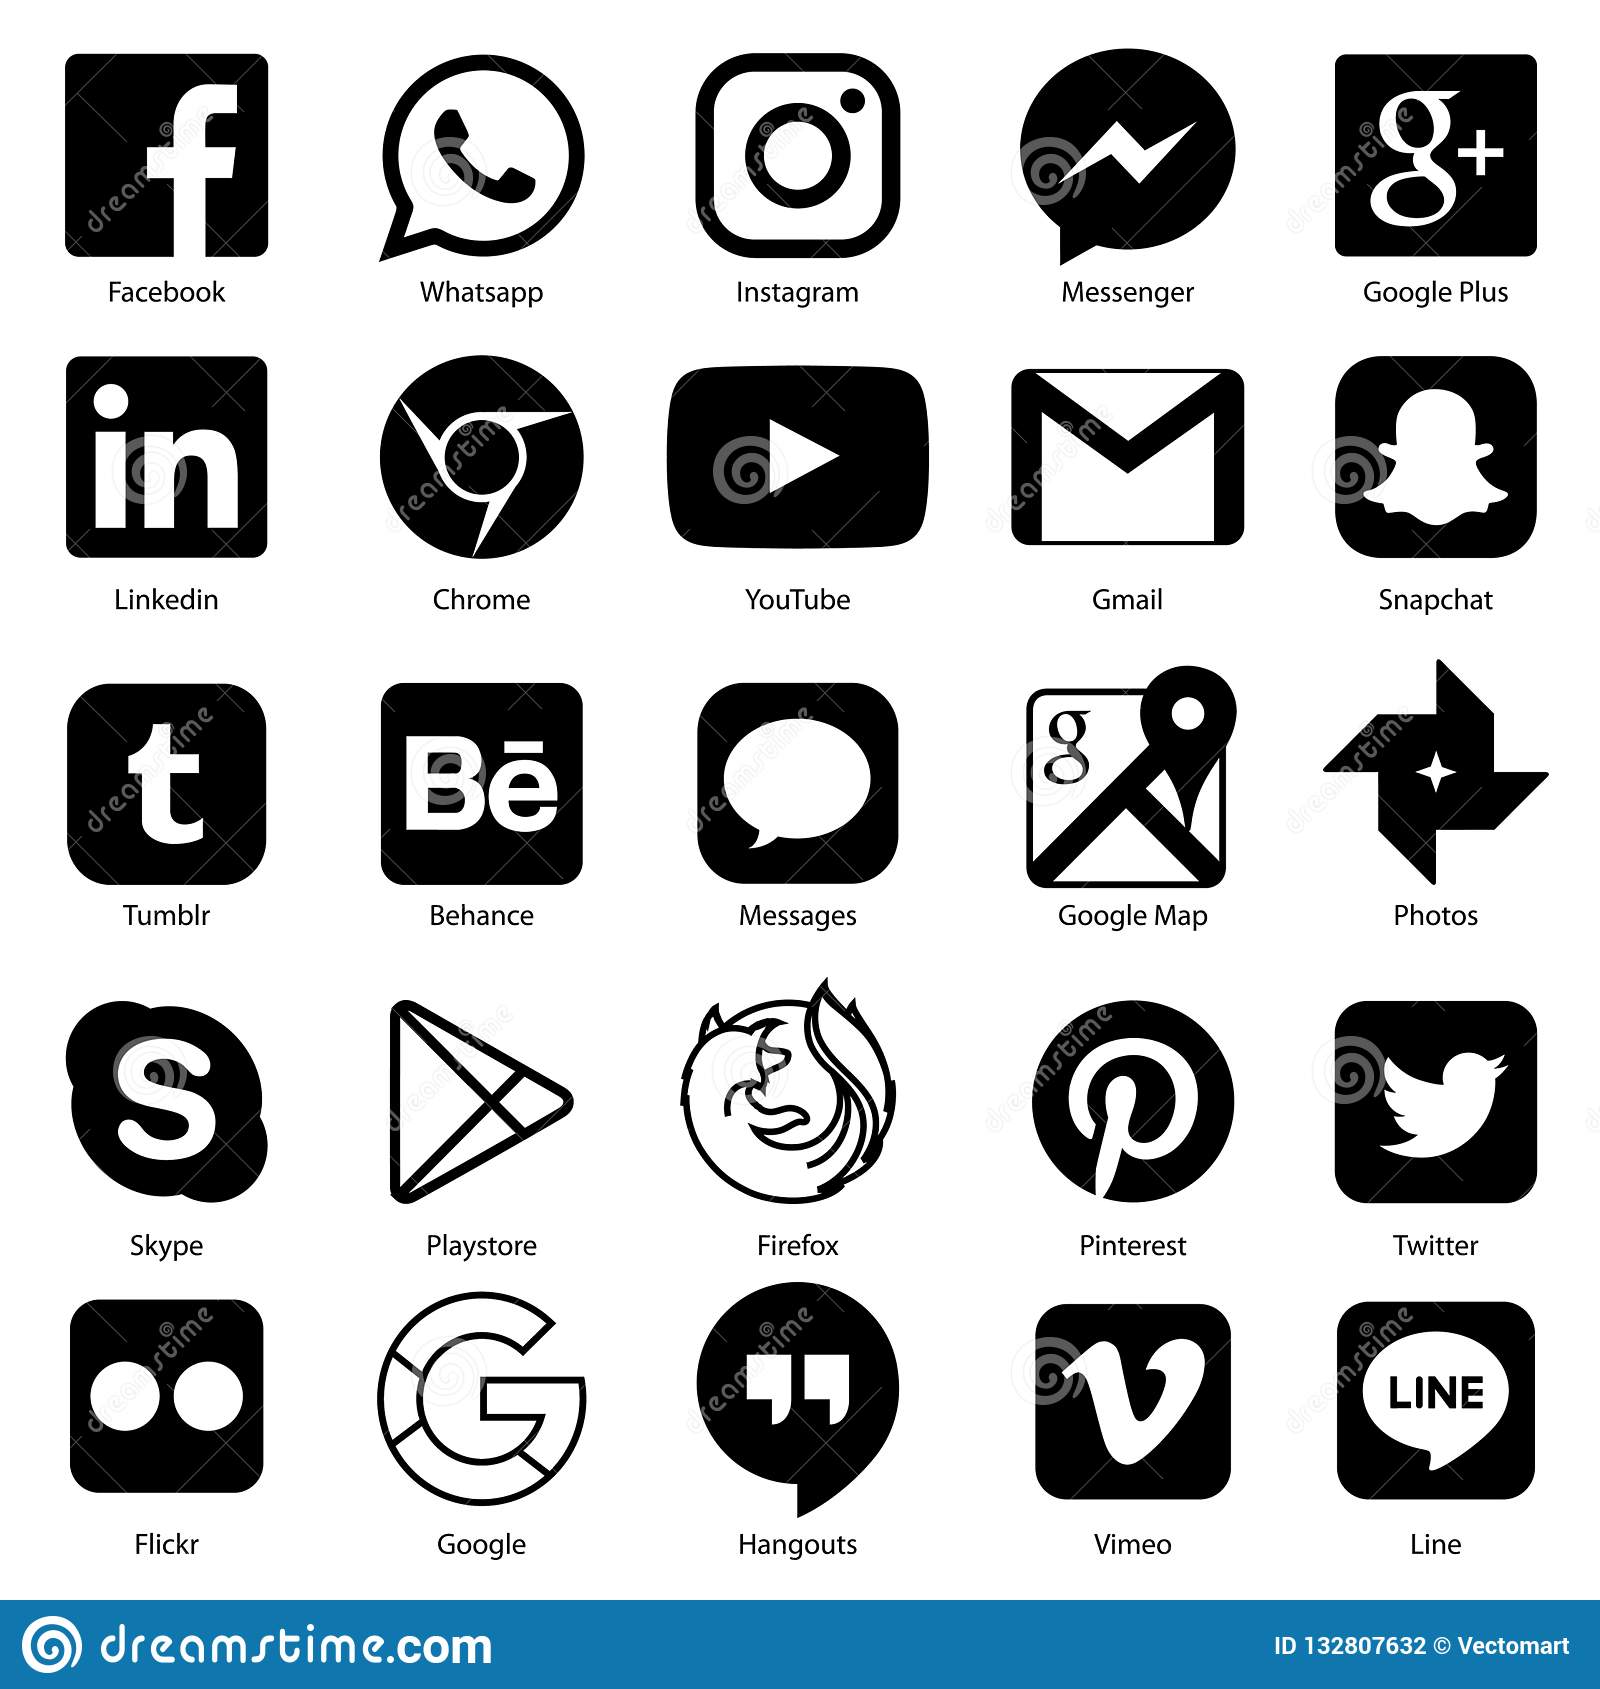 f
g+
Facebook Whatsapp Instagram Messenger Google Plus
in
Linkedin Chrome YouTube Gmail Snapchat
t Bē g
Tumblr Behance Messages Google Map Photos
S
Skype Playstore Firefox Pinterest Twitter
G LINE
Flickr Google Hangouts Vimeo Line
dreamstime.com ID 132807632 © Vectomart